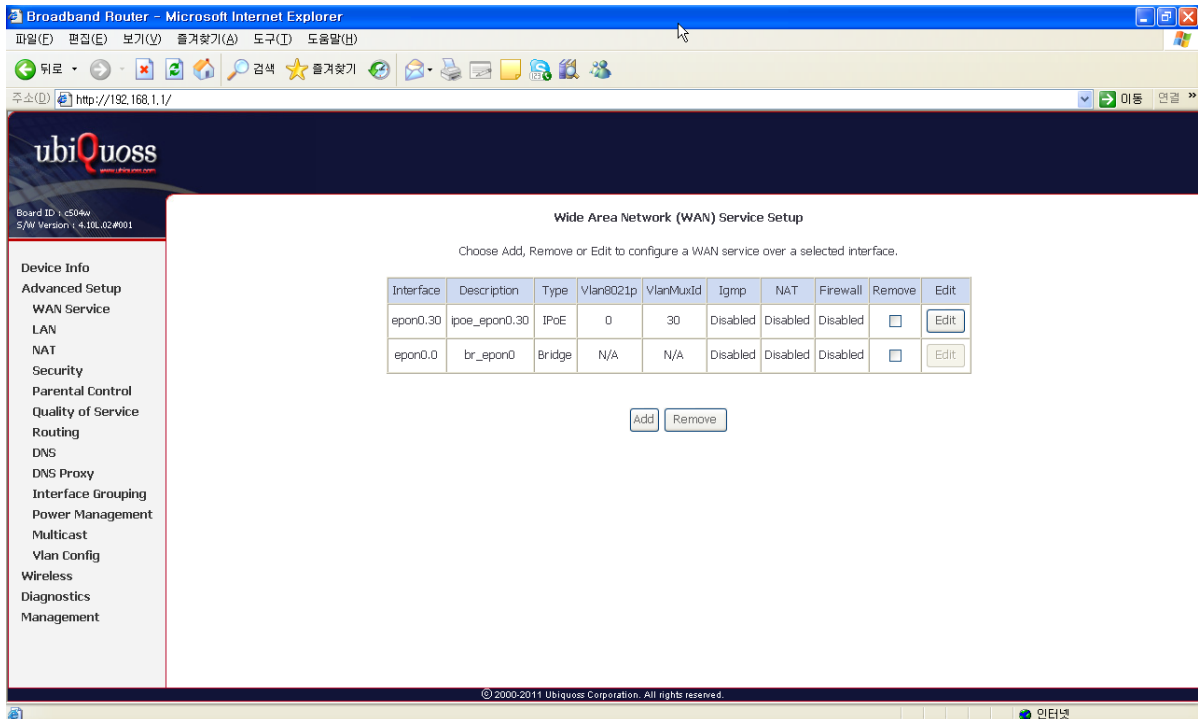 Broadband Router - Microsoft Internet Explorer
파일(F) 편집(E) 보기(V) 즐겨찾기(A) 도구(T) 도움말(H)
뒤로 검색 즐겨찾기
주소(D) http://192.168.1.1/ 이동 연결 »
ubiQuoss
www.ubiquoss.com
Board ID : c504w
S/W Version : 4.10L.02#001
Device Info
Advanced Setup
WAN Service
LAN
NAT
Security
Parental Control
Quality of Service
Routing
DNS
DNS Proxy
Interface Grouping
Power Management
Multicast
Vlan Config
Wireless
Diagnostics
Management
Wide Area Network (WAN) Service Setup
Choose Add, Remove or Edit to configure a WAN service over a selected interface.
Interface Description Type Vlan8021p VlanMuxId Igmp NAT Firewall Remove Edit
epon0.30 ipoe_epon0.30 IPoE 0 30 Disabled Disabled Disabled Edit
epon0.0 br_epon0 Bridge N/A N/A Disabled Disabled Disabled Edit
Add Remove
© 2000-2011 Ubiquoss Corporation. All rights reserved.
인터넷